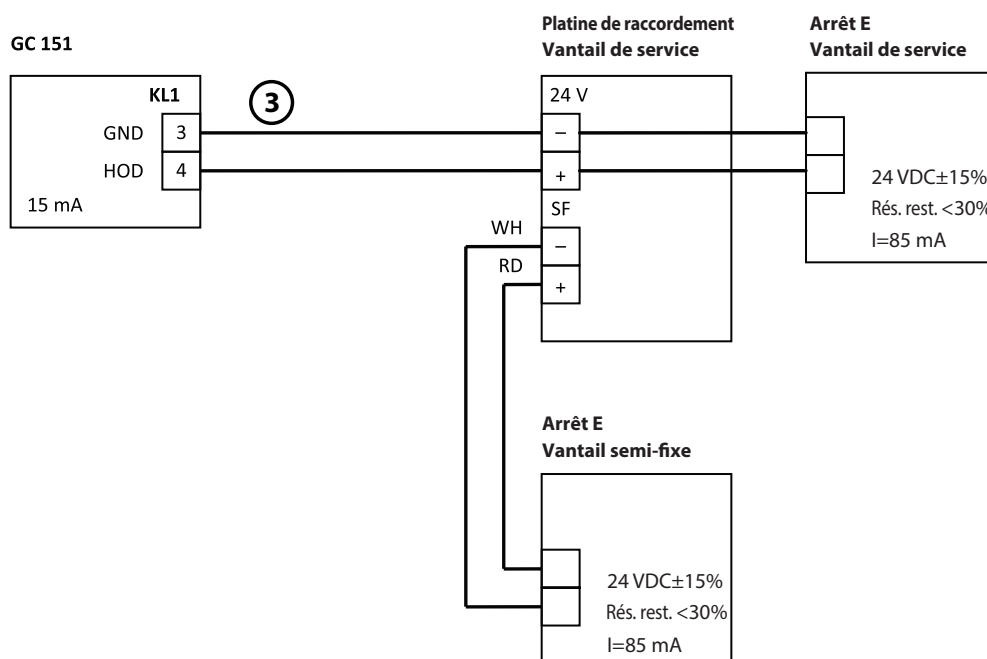 GC 151
KL1
GND 3
HOD 4
15 mA
3
Platine de raccordement
Vantail de service
24 V
–
+
SF
WH –
RD +
Arrêt E
Vantail de service
24 VDC±15%
Rés. rest. <30%
I=85 mA
Arrêt E
Vantail semi-fixe
24 VDC±15%
Rés. rest. <30%
I=85 mA